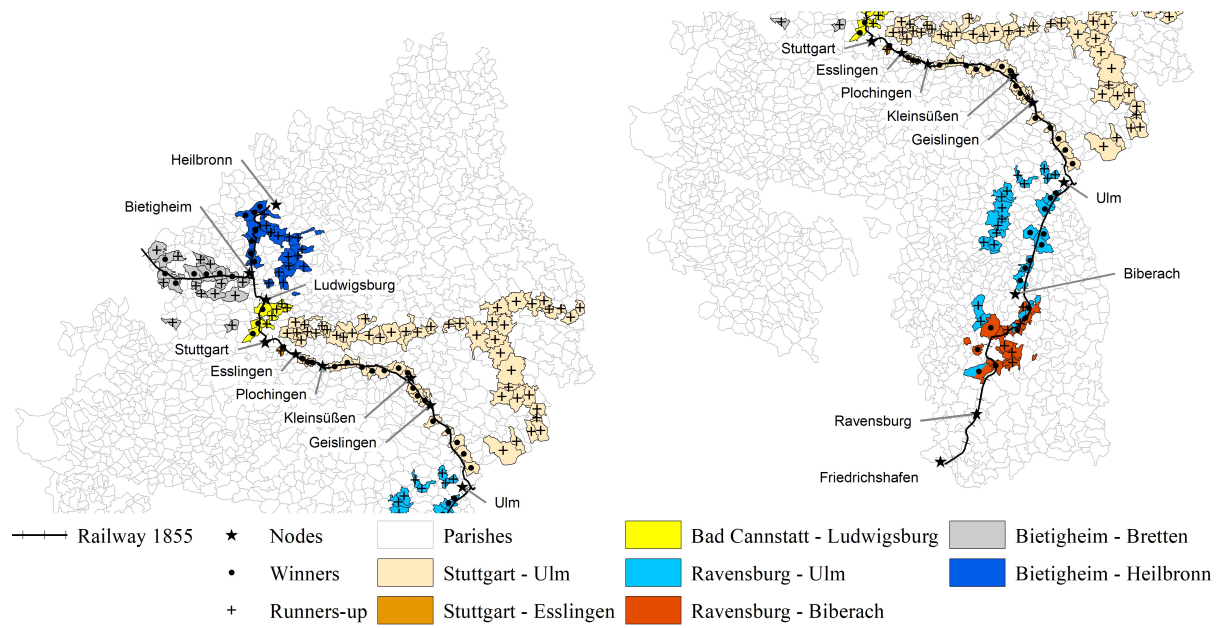 Heilbronn
Bietigheim
Ludwigsburg
Stuttgart
Esslingen
Plochingen
Kleinsüßen
Geislingen
Ulm
Stuttgart
Esslingen
Plochingen
Kleinsüßen
Geislingen
Ulm
Biberach
Ravensburg
Friedrichshafen
Railway 1855
Nodes
Winners
Runners-up
Parishes
Stuttgart - Ulm
Stuttgart - Esslingen
Bad Cannstatt - Ludwigsburg
Ravensburg - Ulm
Ravensburg - Biberach
Bietigheim - Bretten
Bietigheim - Heilbronn